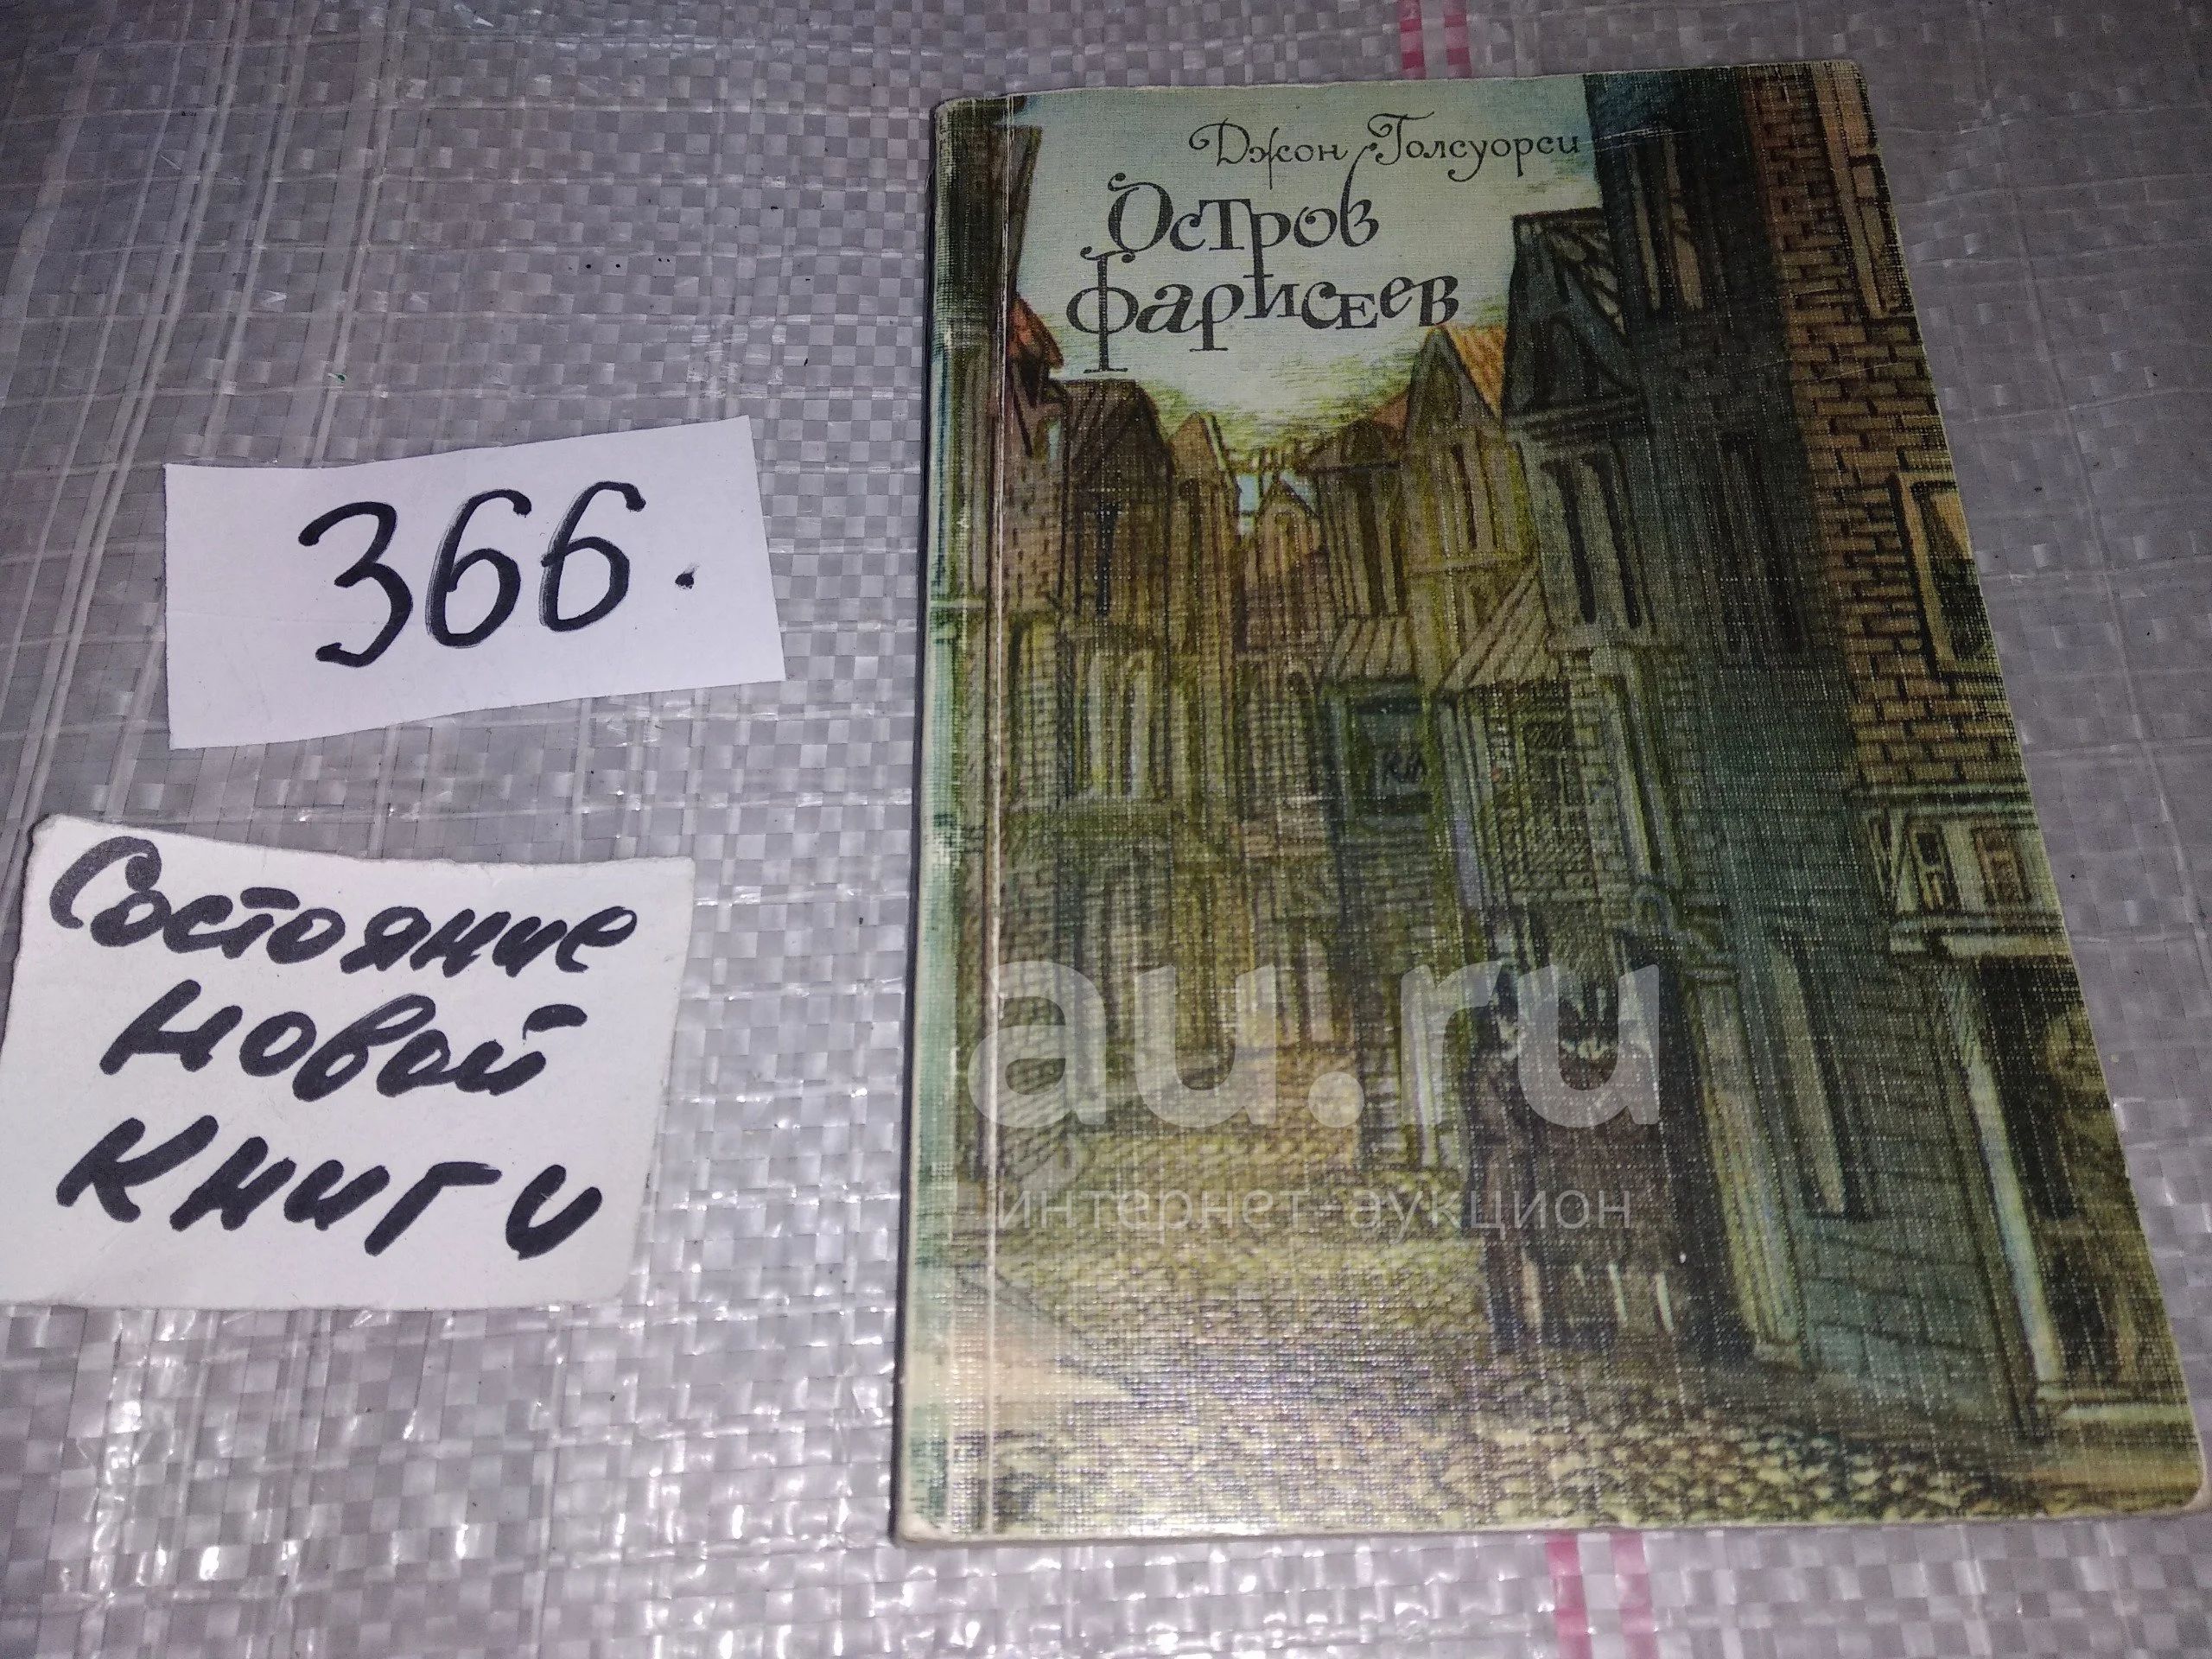 Джон Голсуорси
Остров
фарисеев
366.
Состояние
новой
книги
au.ru
интернет-аукцион